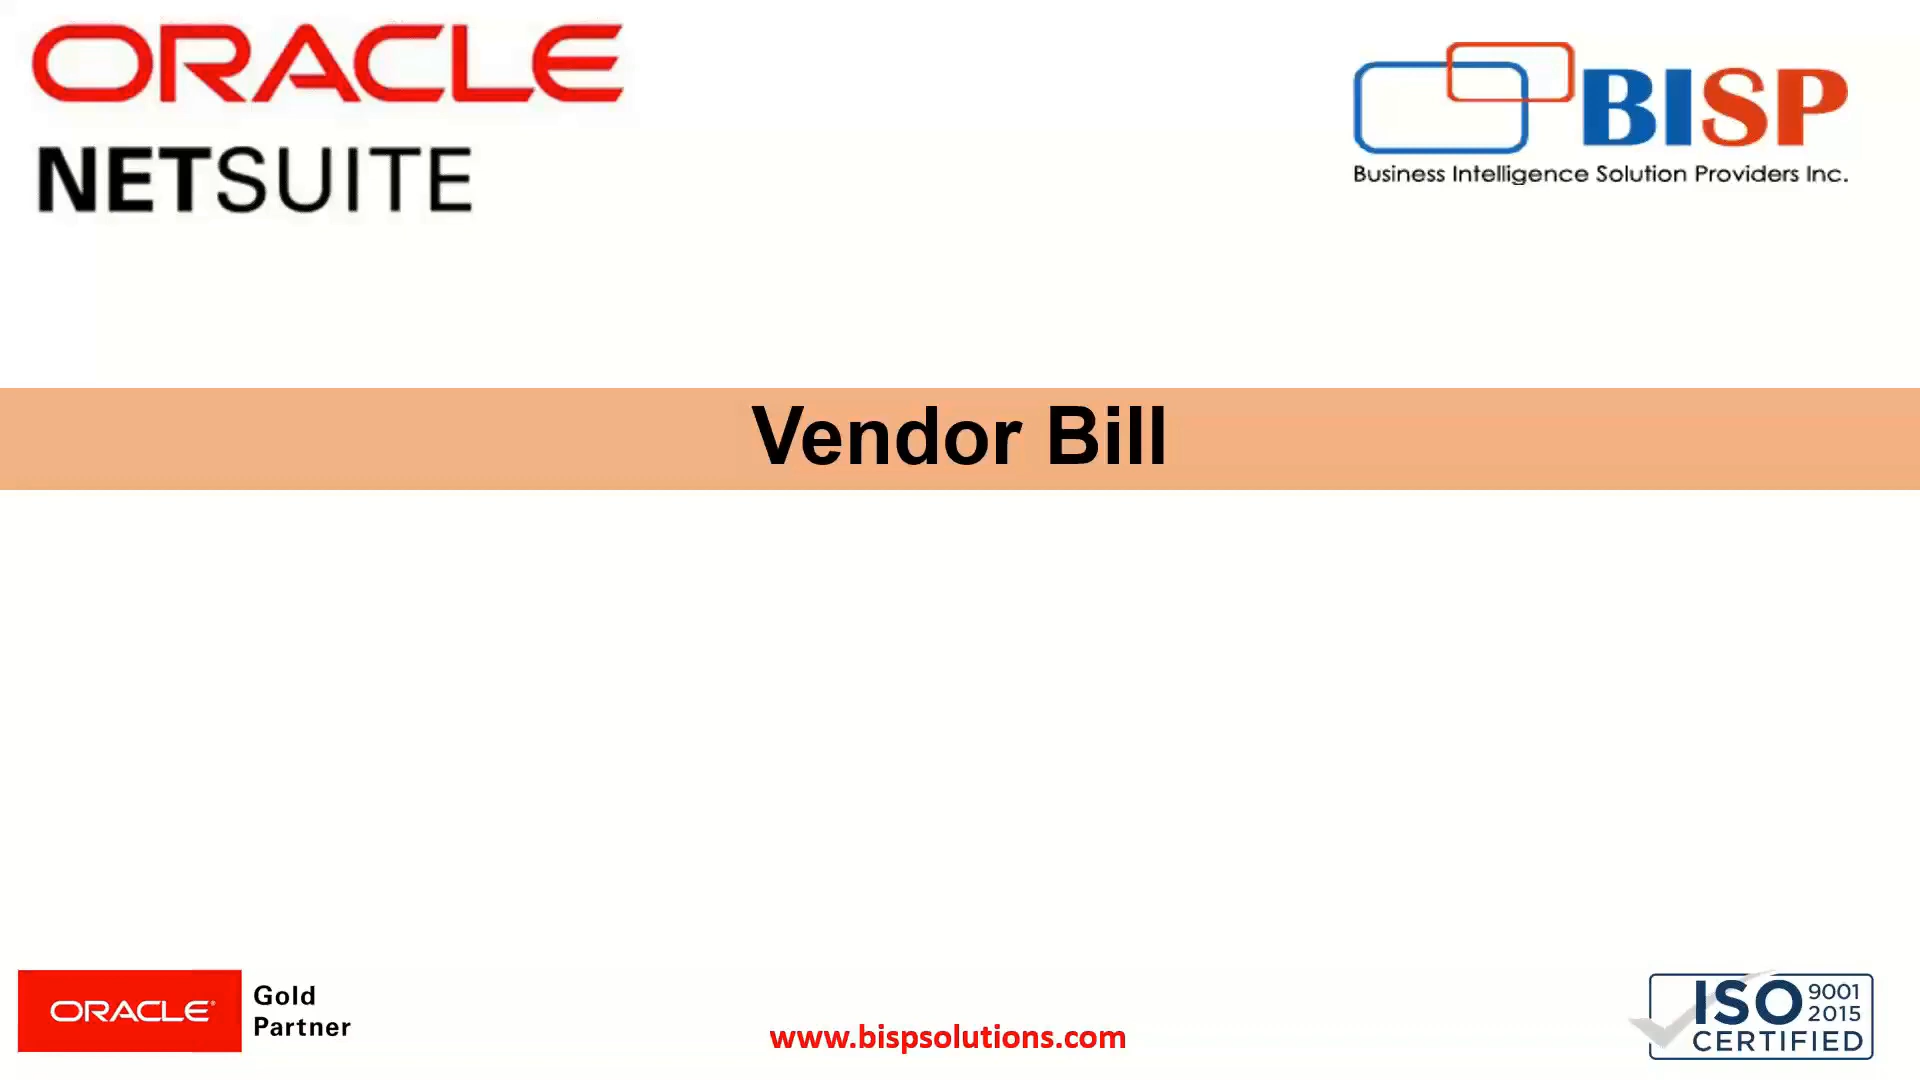 ORACLE
NETSUITE
BISP
Business Intelligence Solution Providers Inc.
Vendor Bill
ORACLE®
Gold
Partner
www.bispsolutions.com
ISO 9001
2015
CERTIFIED